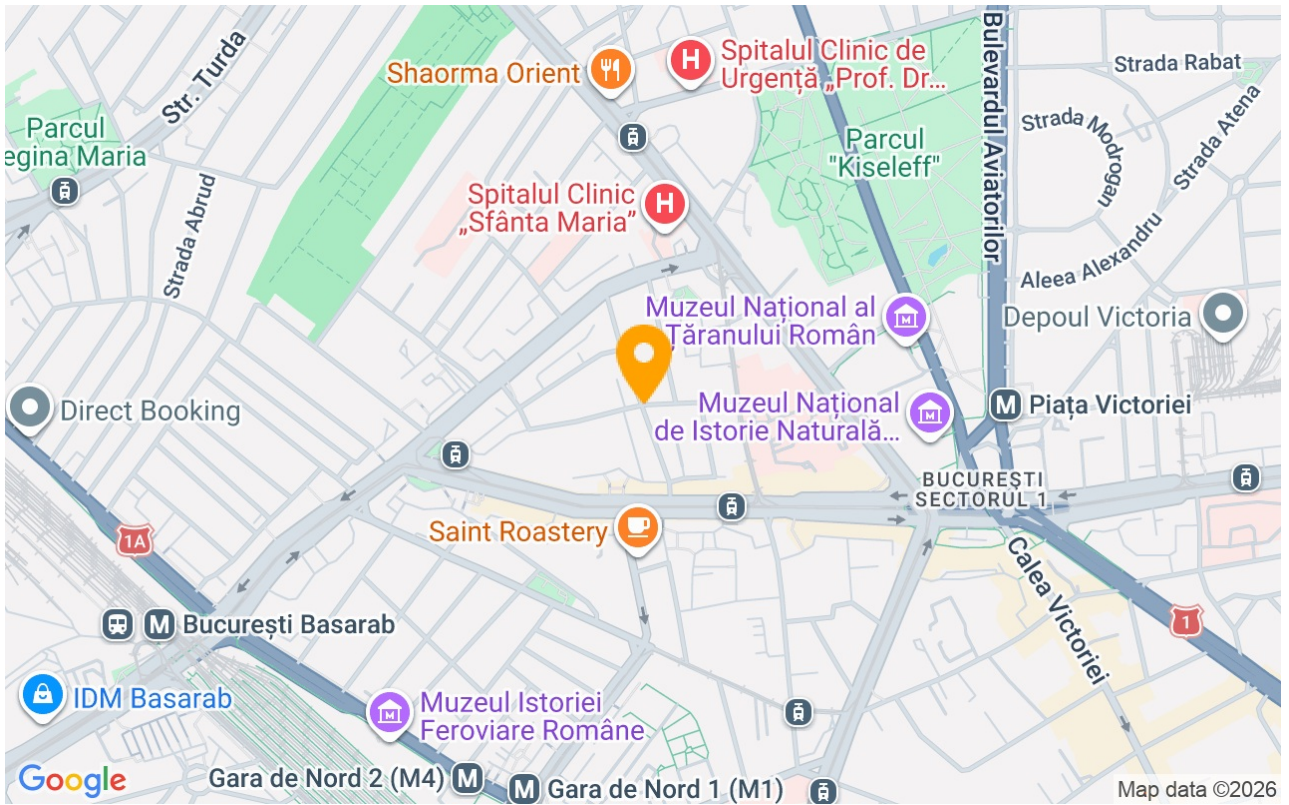 Bulevardul Aviatorilor
Spitalul Clinic de
Urgență „Prof. Dr...
Strada Rabat
Shaorma Orient
Str. Turda
Strada Atena
Strada Modrogan
Parcul
egina Maria
Parcul
"Kiseleff"
Spitalul Clinic
„Sfânta Maria”
Strada Abrud
Aleea Alexandru
Muzeul Național al
Țăranului Român
Depoul Victoria
Direct Booking
Muzeul Național
de Istorie Naturală...
M
Piața Victoriei
BUCUREȘTI
SECTORUL 1
Saint Roastery
1A
Calea Victoriei
1
M
București Basarab
IDM Basarab
Muzeul Istoriei
Feroviare Române
Google
Gara de Nord 2 (M4)
M
M
Gara de Nord 1 (M1)
Map data ©2026